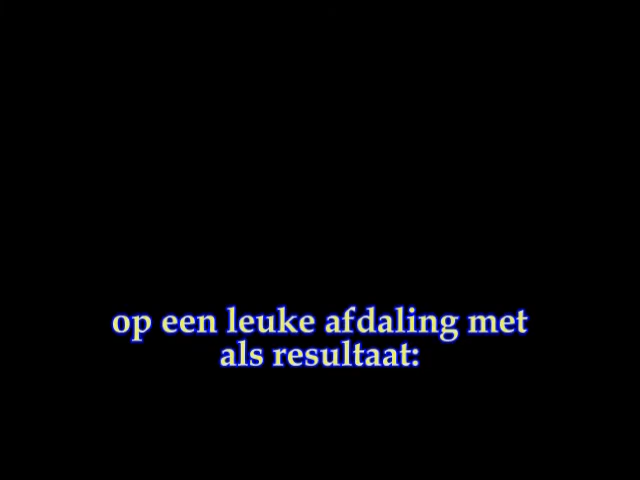 op een leuke afdaling met
als resultaat: